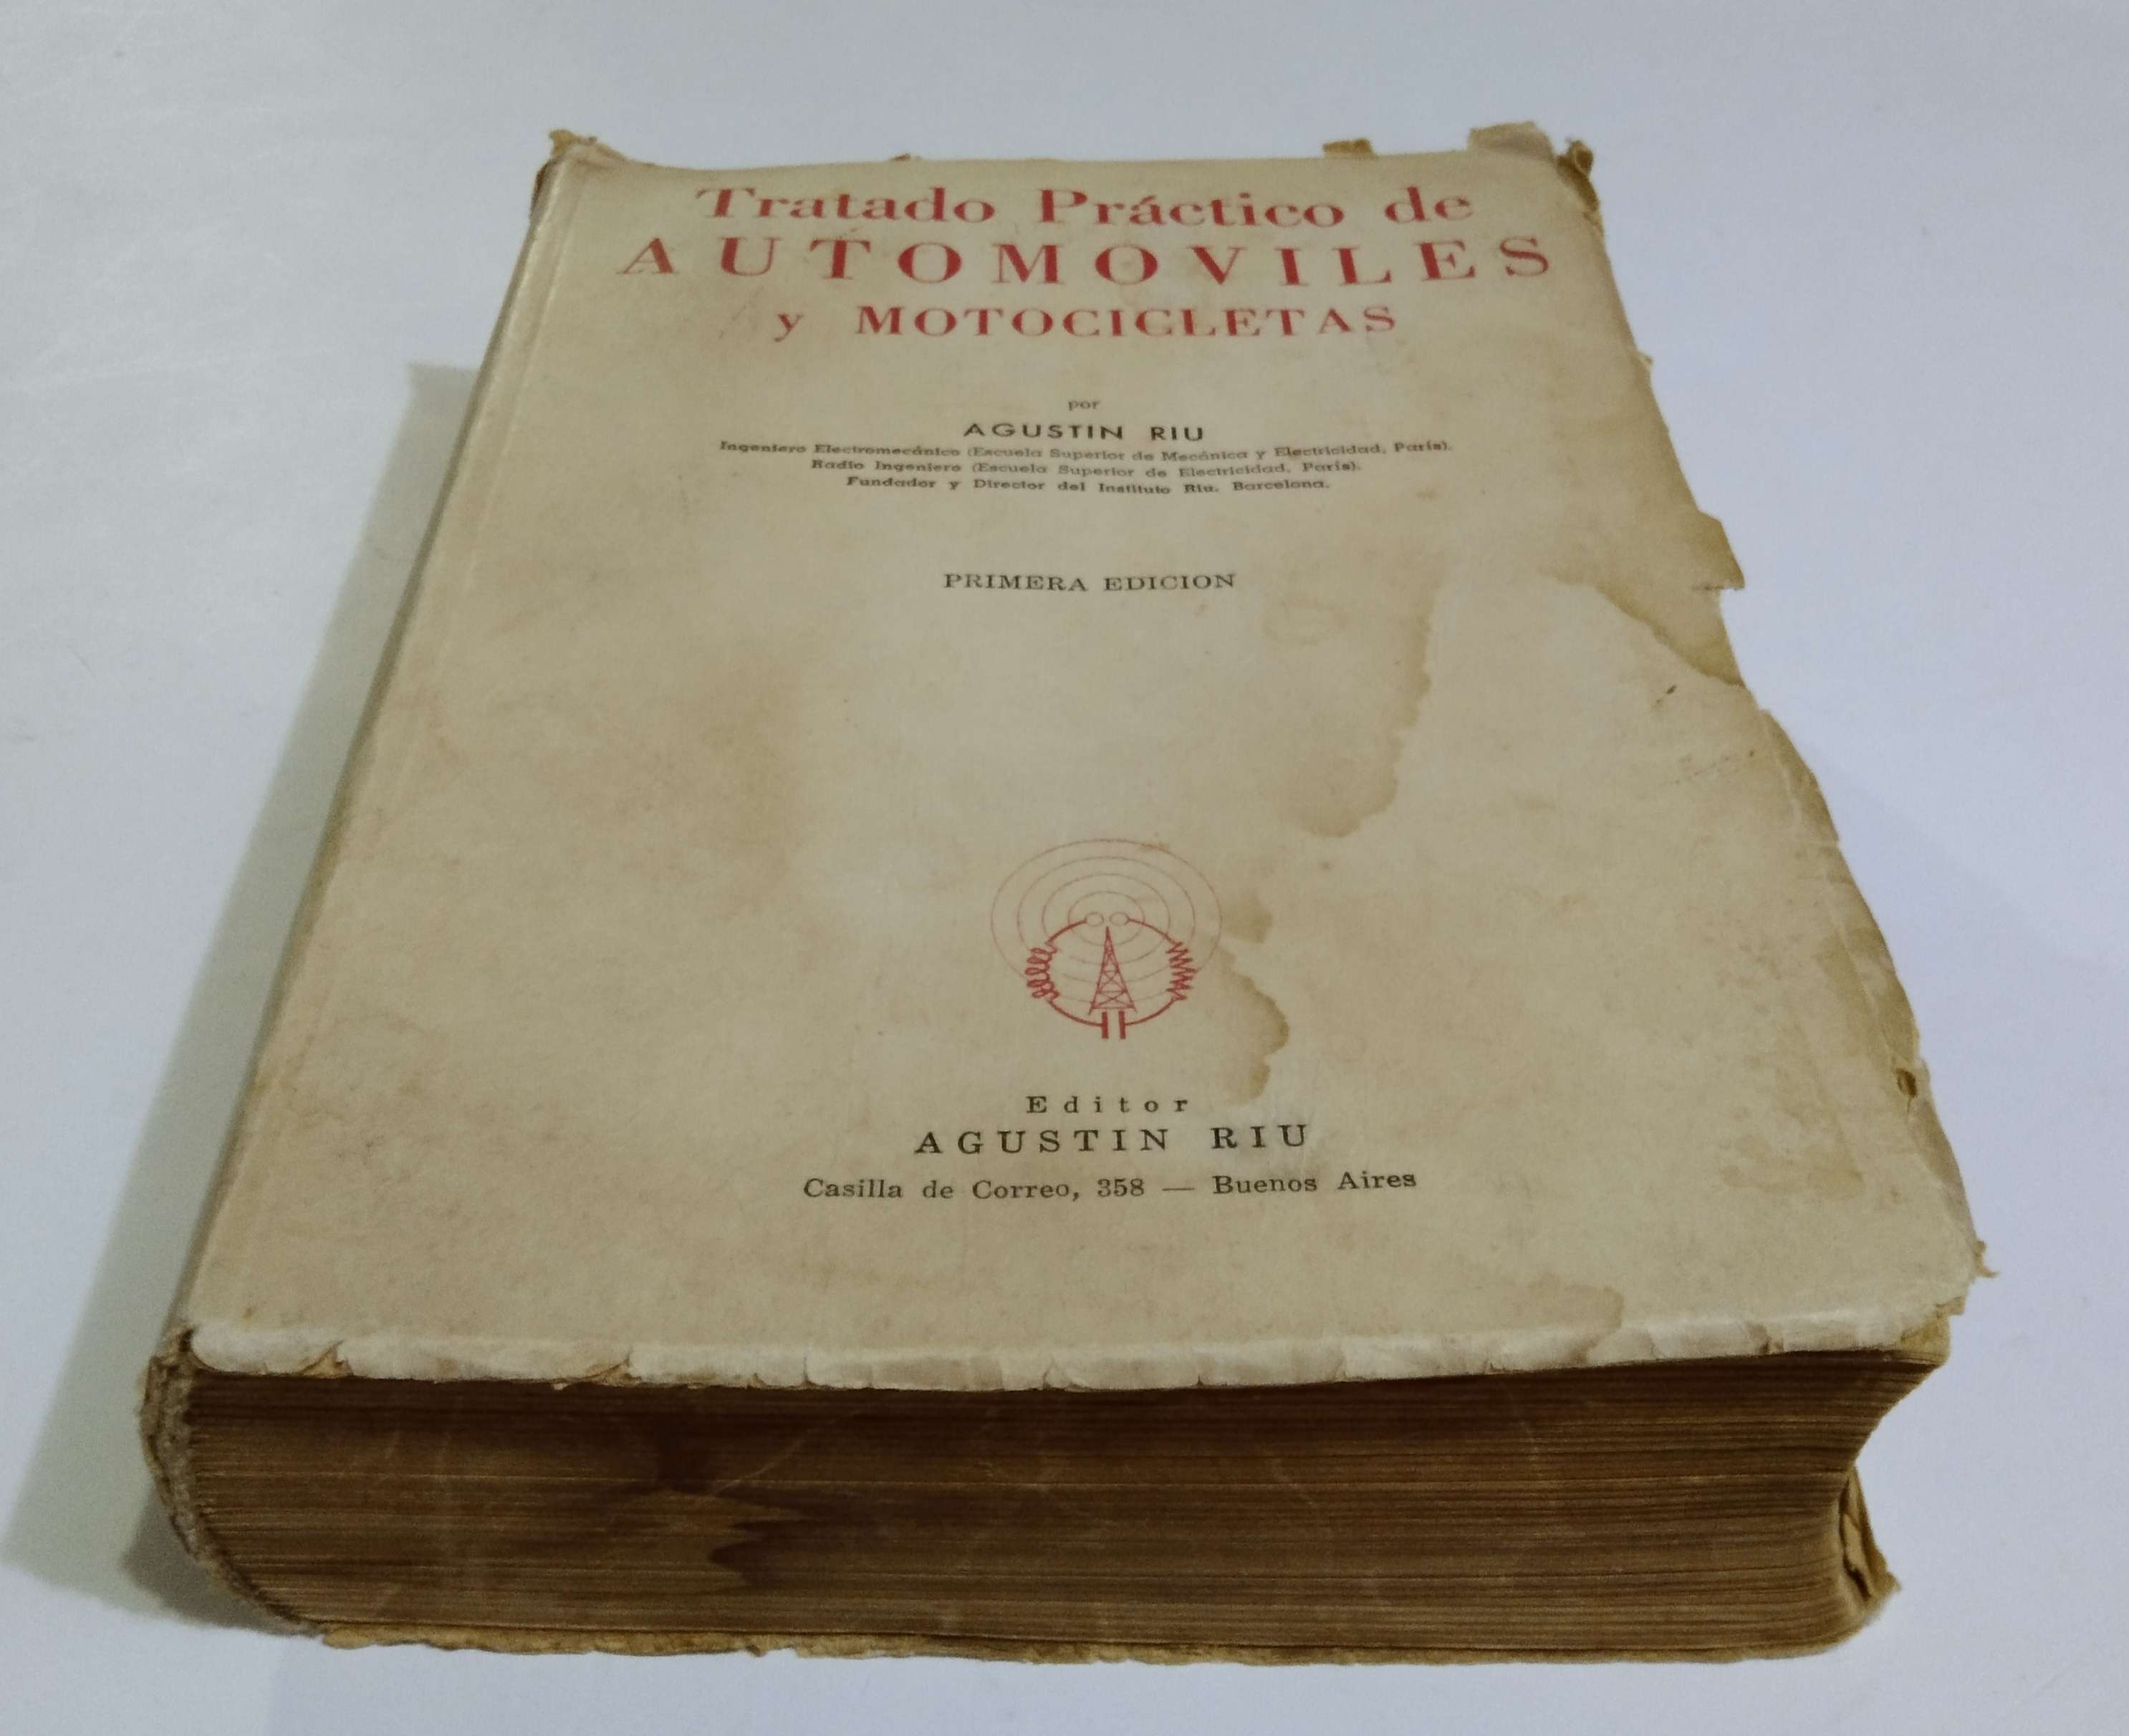 Tratado Práctico de
AUTOMOVILES
y MOTOCICLETAS
por
AGUSTIN RIU
Ingeniero Electromecánico (Escuela Superior de Mecánica y Electricidad, París).
Radio Ingeniero (Escuela Superior de Electricidad, París).
Fundador y Director del Instituto Riu. Barcelona.
PRIMERA EDICION
Editor
AGUSTIN RIU
Casilla de Correo, 358 — Buenos Aires